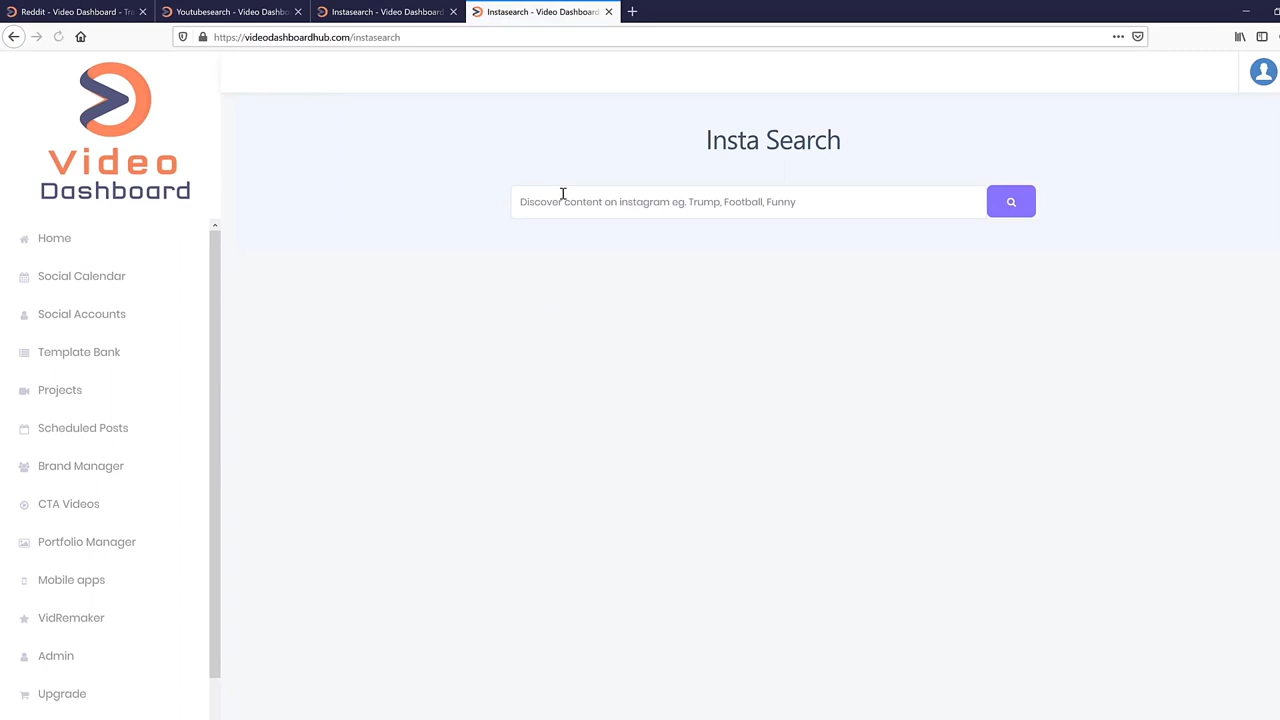 Reddit - Video Dashboard - Tra
Youtubesearch - Video Dashbo
Instasearch - Video Dashboard
Instasearch - Video Dashboard
https://videodashboardhub.com/instasearch
Video
Dashboard
Insta Search
Discover content on instagram eg. Trump, Football, Funny
Home
Social Calendar
Social Accounts
Template Bank
Projects
Scheduled Posts
Brand Manager
CTA Videos
Portfolio Manager
Mobile apps
VidRemaker
Admin
Upgrade